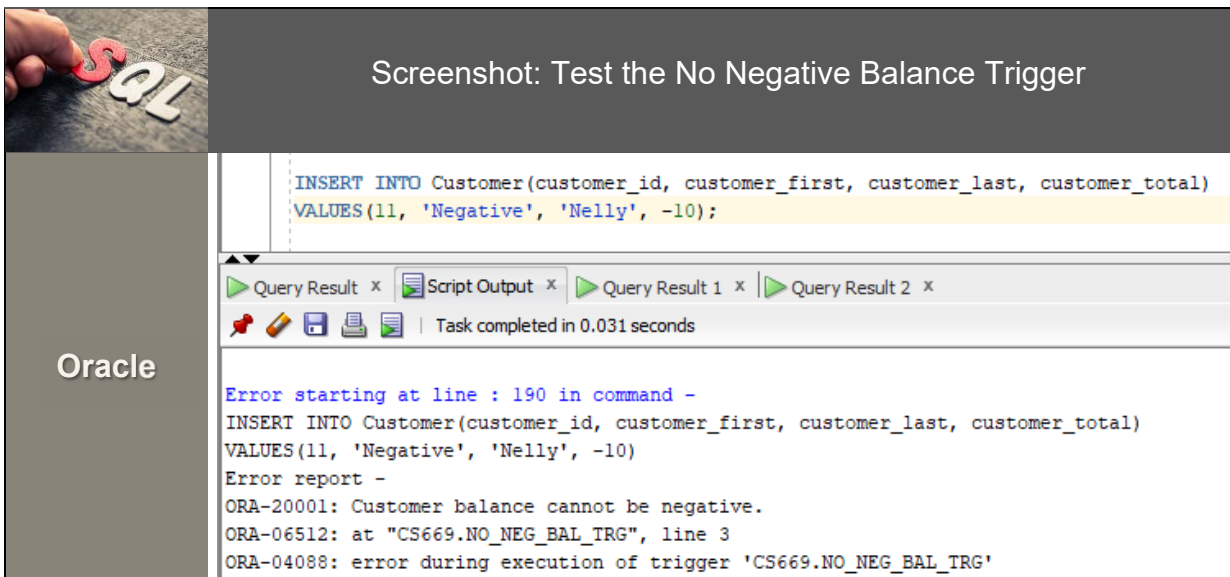 SQL
Screenshot: Test the No Negative Balance Trigger
Oracle
INSERT INTO Customer(customer_id, customer_first, customer_last, customer_total)
VALUES(11, 'Negative', 'Nelly', -10);
Query Result x Script Output x Query Result 1 x Query Result 2 x
Task completed in 0.031 seconds
Error starting at line : 190 in command -
INSERT INTO Customer(customer_id, customer_first, customer_last, customer_total)
VALUES(11, 'Negative', 'Nelly', -10)
Error report -
ORA-20001: Customer balance cannot be negative.
ORA-06512: at "CS669.NO_NEG_BAL_TRG", line 3
ORA-04088: error during execution of trigger 'CS669.NO_NEG_BAL_TRG'